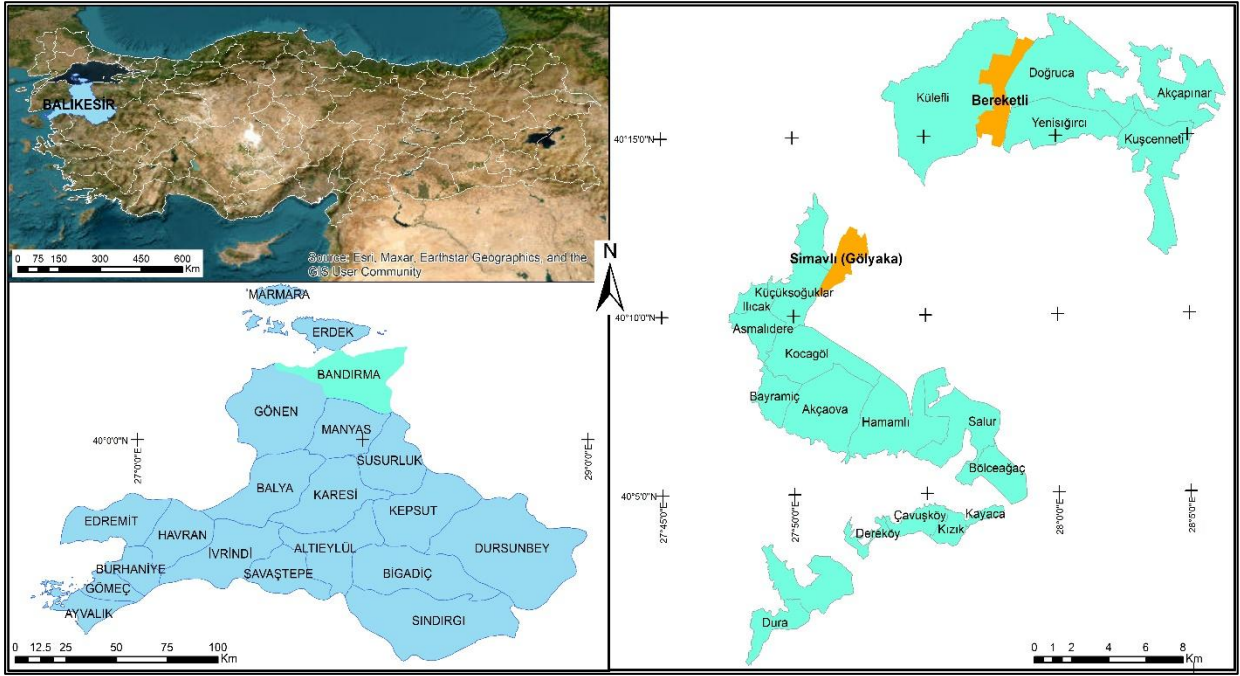 BALIKESİR
0 75 150 300 450 600
Km
Source: Esri, Maxar, Earthstar Geographics, and the
GIS User Community
N
MARMARA
ERDEK
BANDIRMA
GÖNEN
MANYAS
40°0'0"N
27°0'0"E
29°0'0"E
SUSURLUK
BALYA
KARESİ
KEPSUT
EDREMİT
HAVRAN
İVRİNDİ
ALTIEYLÜL
DURSUNBEY
BURHANİYE
SAVAŞTEPE
BİGADİÇ
GÖMEÇ
AYVALIK
SINDIRGI
0 12.5 25 50 75 100
Km
Doğruca
Külefli
Bereketli
Akçapınar
Yenisığırcı
Kuşcenneti
40°15'0"N
Simavlı (Gölyaka)
Küçüksoğuklar
Ilıcak
40°10'0"N
Asmalıdere
Kocagöl
Bayramiç
Akçaova
Hamamlı
Salur
Bölceağaç
40°5'0"N
27°45'0"E
27°50'0"E
28°0'0"E
28°5'0"E
Çavuşköy
Kayaca
Dereköy
Kızık
Dura
0 1 2 4 6 8
Km